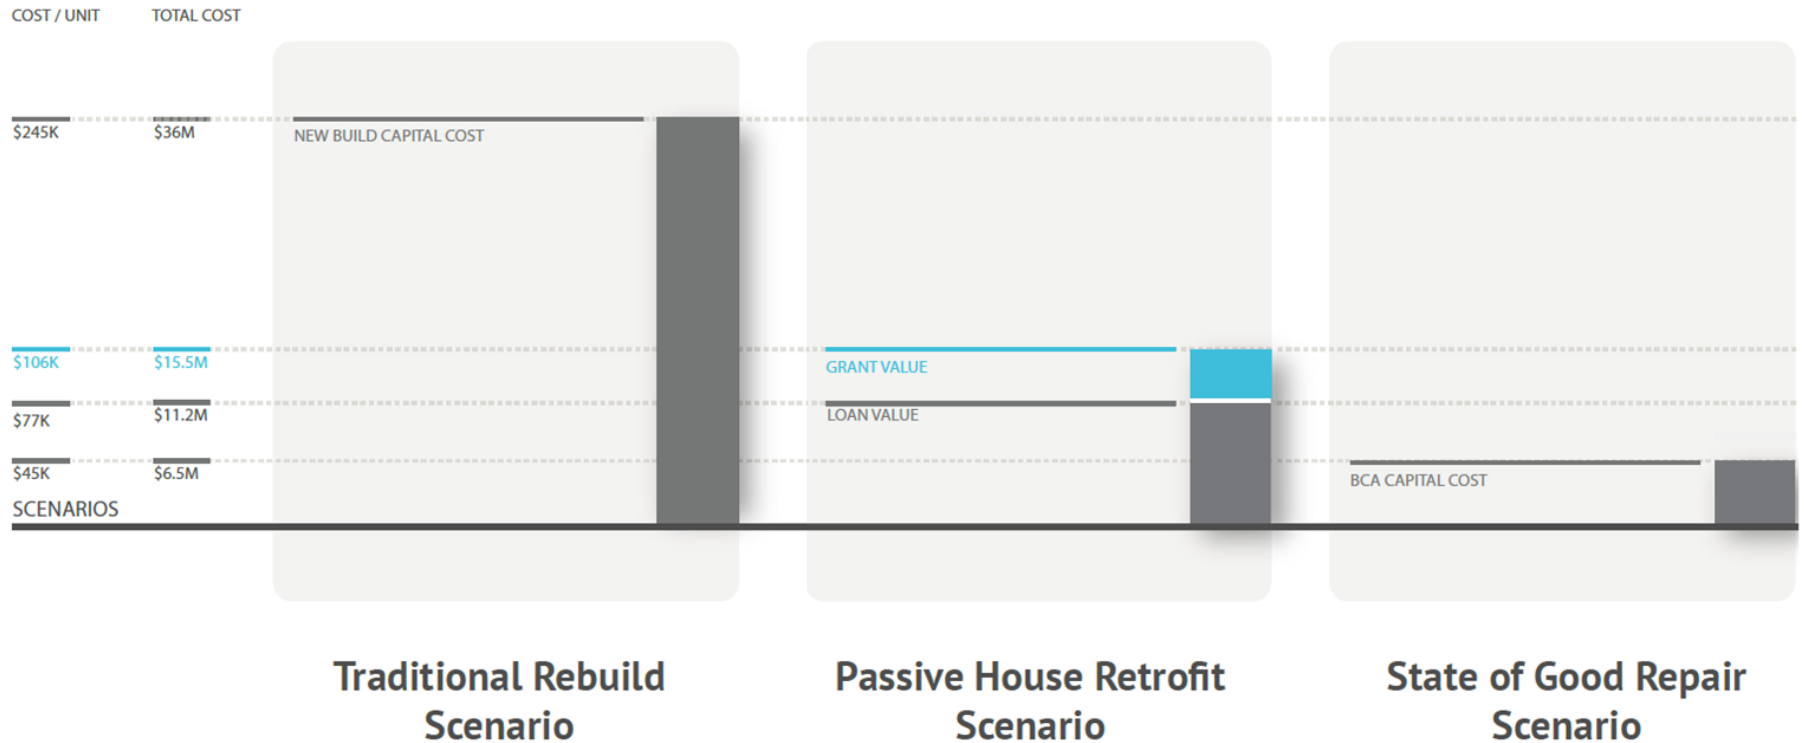 COST / UNIT TOTAL COST
$245K $36M NEW BUILD CAPITAL COST
$106K $15.5M GRANT VALUE
$77K $11.2M LOAN VALUE
$45K $6.5M BCA CAPITAL COST
SCENARIOS
Traditional Rebuild
Scenario
Passive House Retrofit
Scenario
State of Good Repair
Scenario